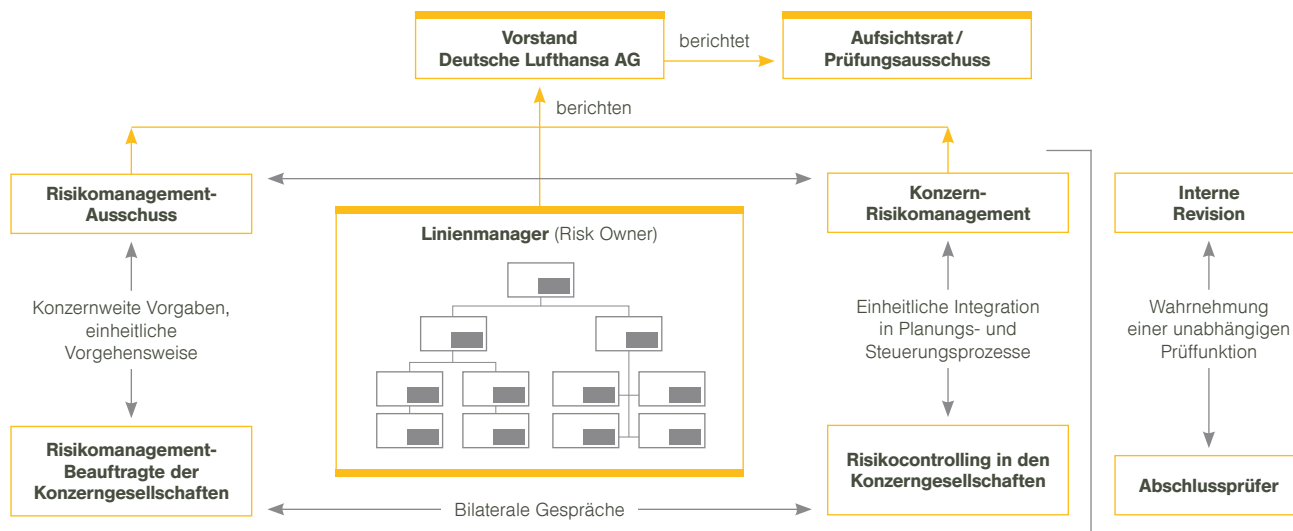 Vorstand
Deutsche Lufthansa AG
berichtet
Aufsichtsrat /
Prüfungsausschuss
berichten
Risikomanagement-
Ausschuss
Konzern-
Risikomanagement
Interne
Revision
Linienmanager (Risk Owner)
Konzernweite Vorgaben,
einheitliche
Vorgehensweise
Einheitliche Integration
in Planungs- und
Steuerungsprozesse
Wahrnehmung
einer unabhängigen
Prüffunktion
Risikomanagement-
Beauftragte der
Konzerngesellschaften
Bilaterale Gespräche
Risikocontrolling in den
Konzerngesellschaften
Abschlussprüfer